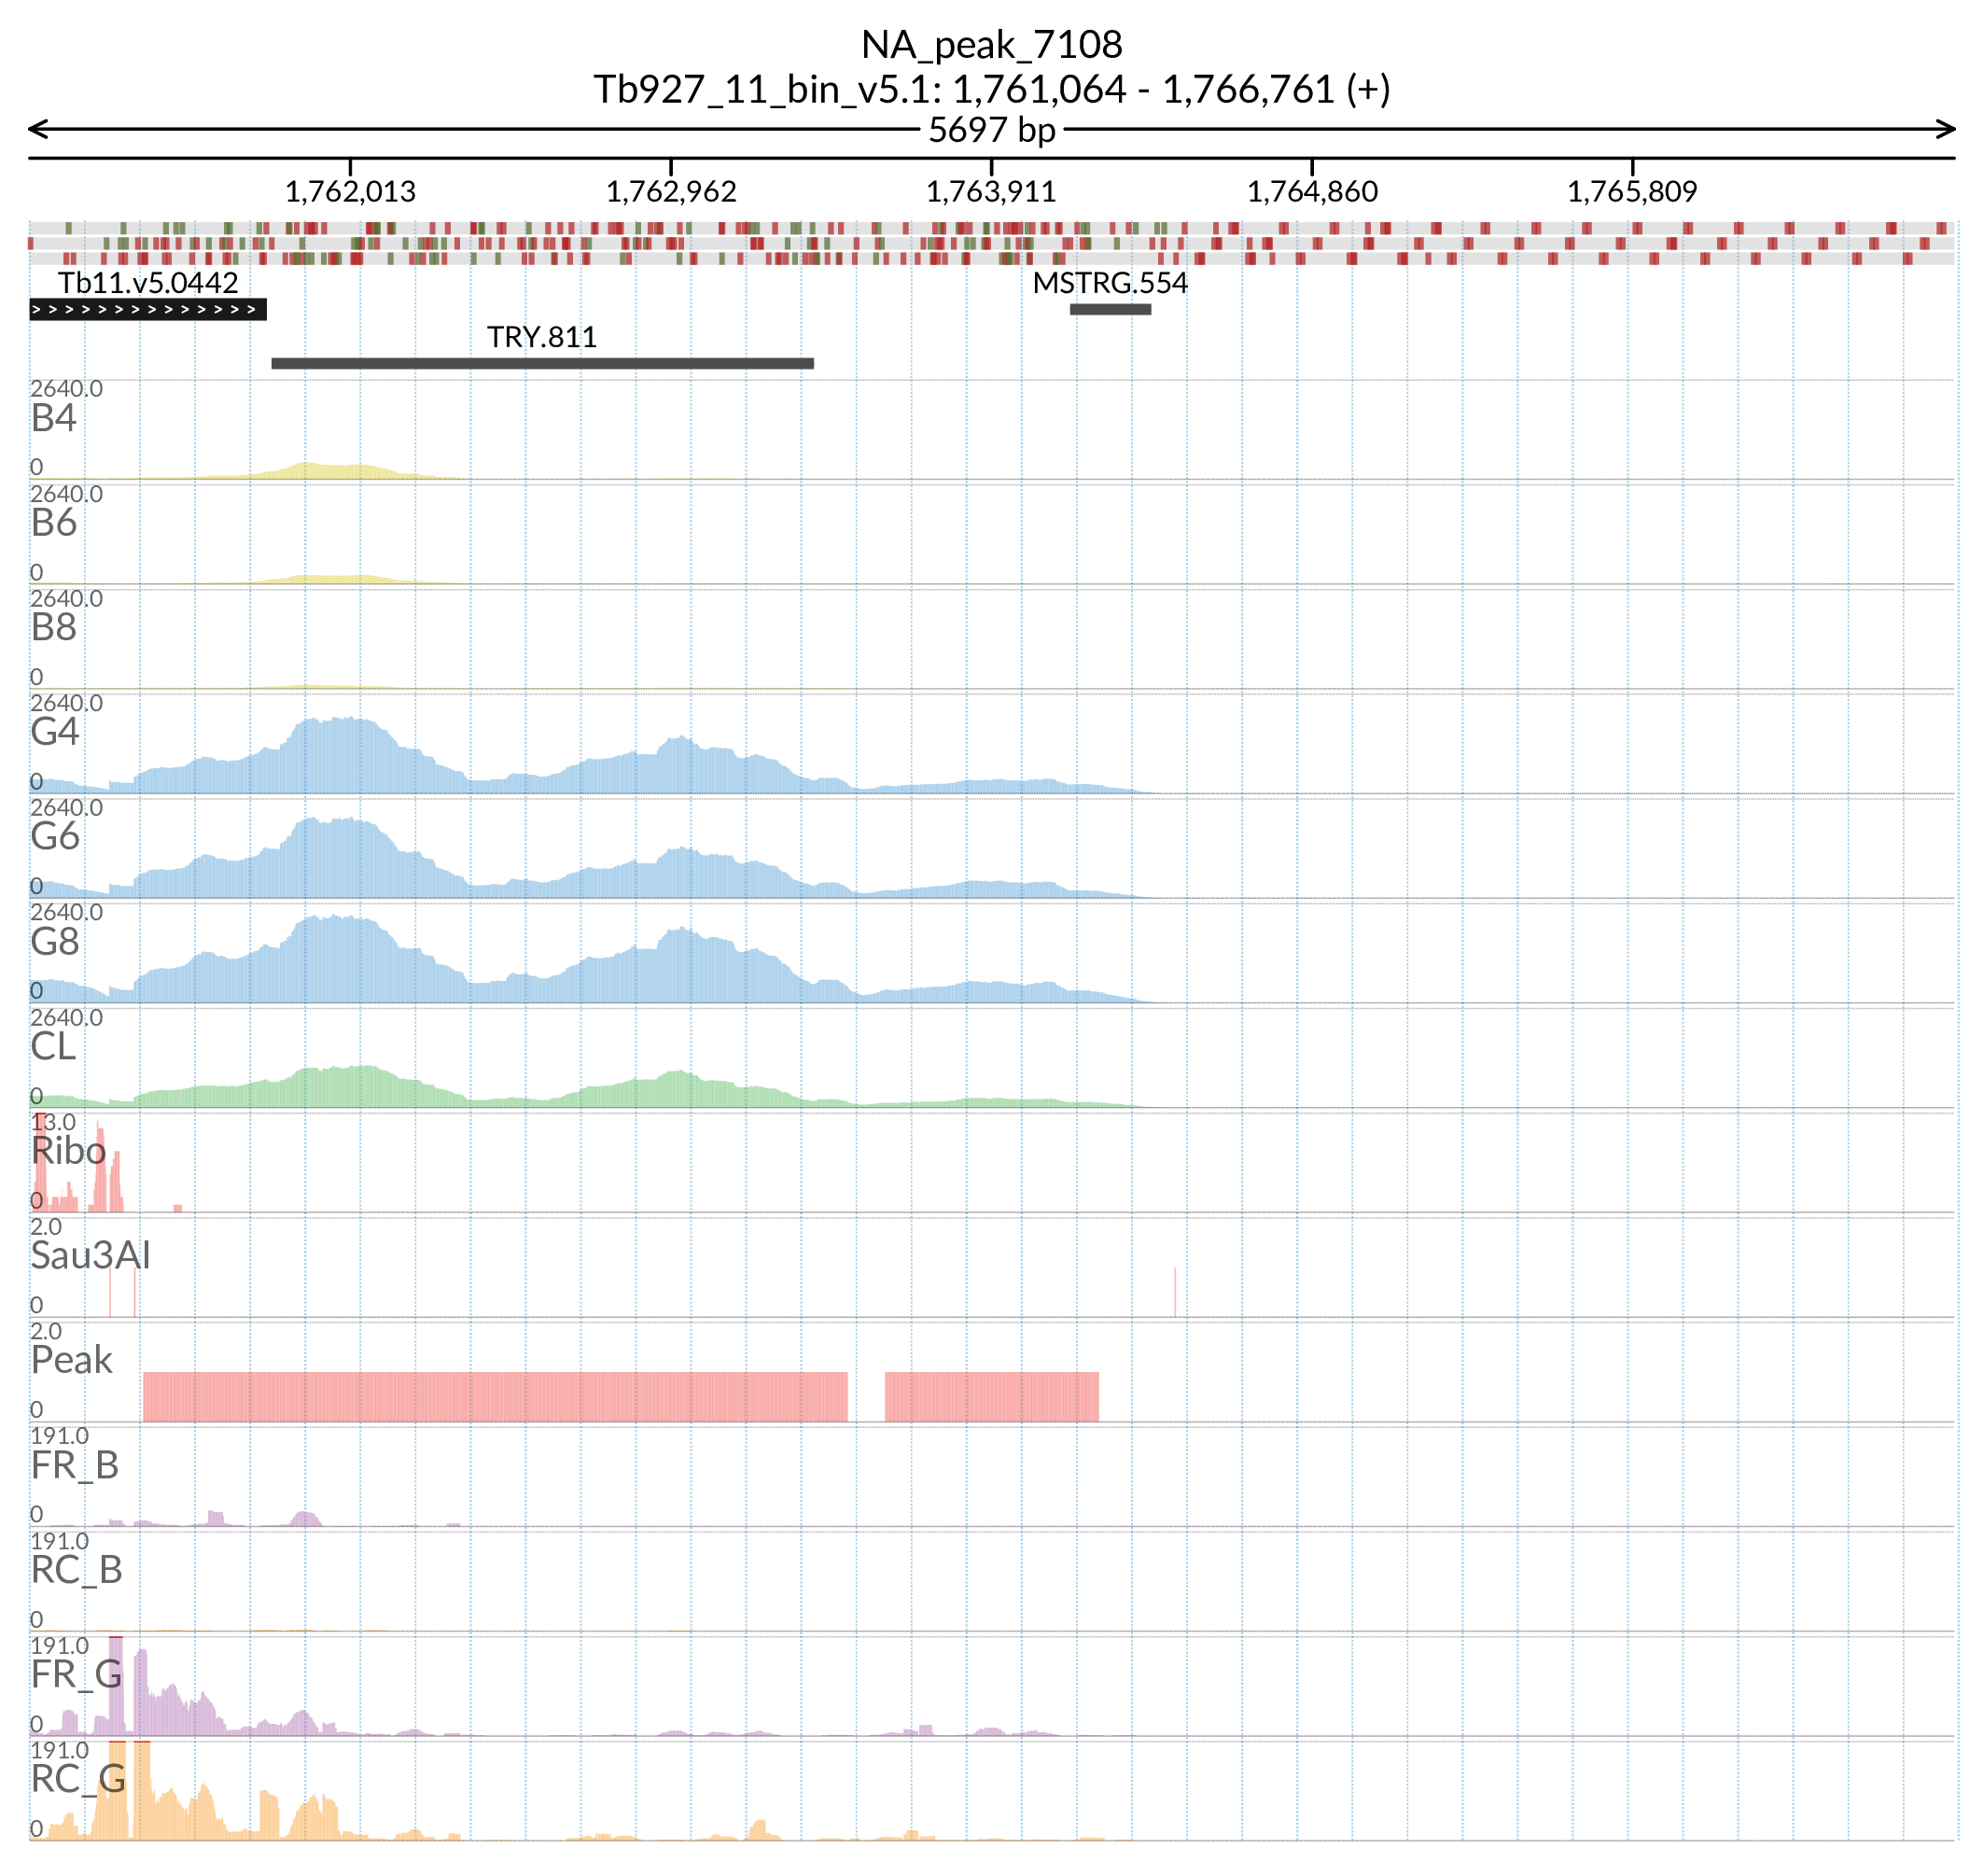 NA_peak_7108
Tb927_11_bin_v5.1: 1,761,064 - 1,766,761 (+)
5697 bp
1,762,013 1,762,962 1,763,911 1,764,860 1,765,809
Tb11.v5.0442 MSTRG.554
TRY.811
2640.0
B4
0
2640.0
B6
0
2640.0
B8
0
2640.0
G4
0
2640.0
G6
0
2640.0
G8
0
2640.0
CL
0
13.0
Ribo
0
2.0
Sau3AI
0
2.0
Peak
0
191.0
FR_B
0
191.0
RC_B
0
191.0
FR_G
0
191.0
RC_G
0